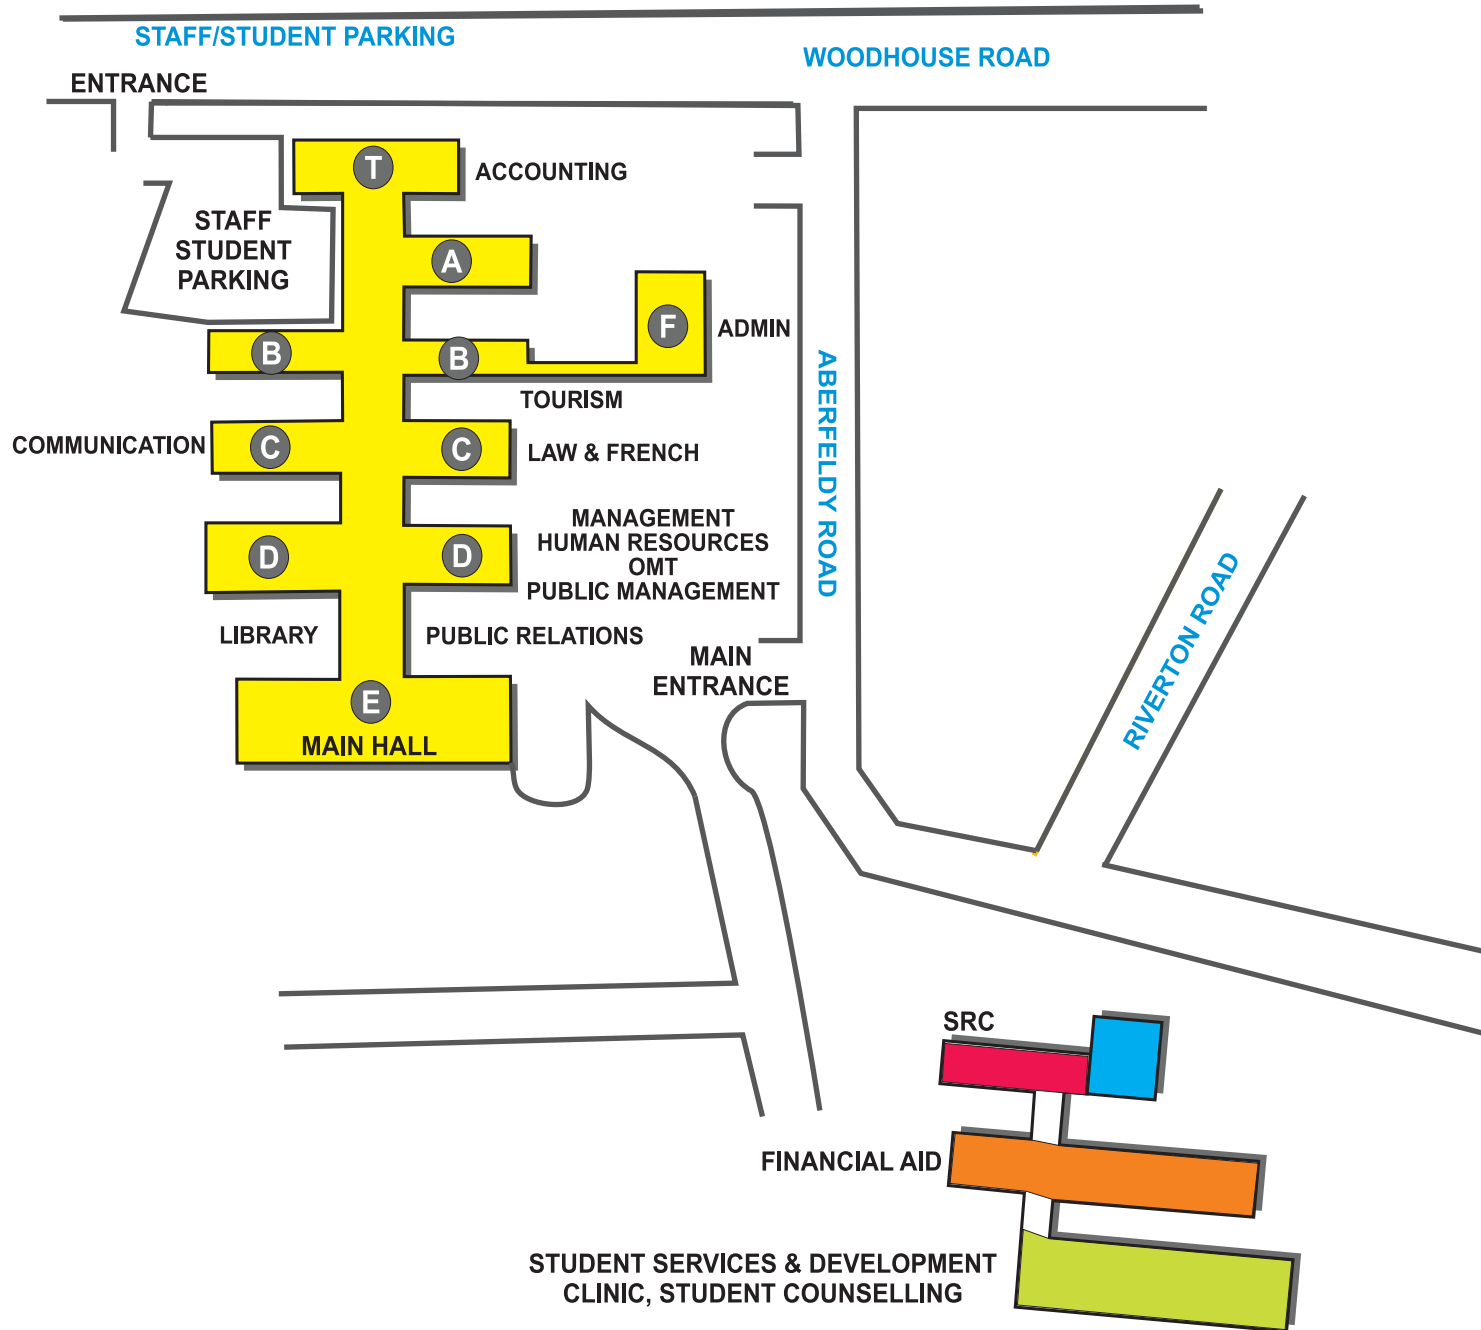 STAFF/STUDENT PARKING
WOODHOUSE ROAD
ENTRANCE
T
ACCOUNTING
STAFF
STUDENT
PARKING
A
F
ADMIN
B
B
TOURISM
ABERFELDY ROAD
COMMUNICATION
C
C
LAW & FRENCH
MANAGEMENT
HUMAN RESOURCES
OMT
PUBLIC MANAGEMENT
D
D
RIVERTON ROAD
LIBRARY
PUBLIC RELATIONS
MAIN
ENTRANCE
E
MAIN HALL
SRC
FINANCIAL AID
STUDENT SERVICES & DEVELOPMENT
CLINIC, STUDENT COUNSELLING